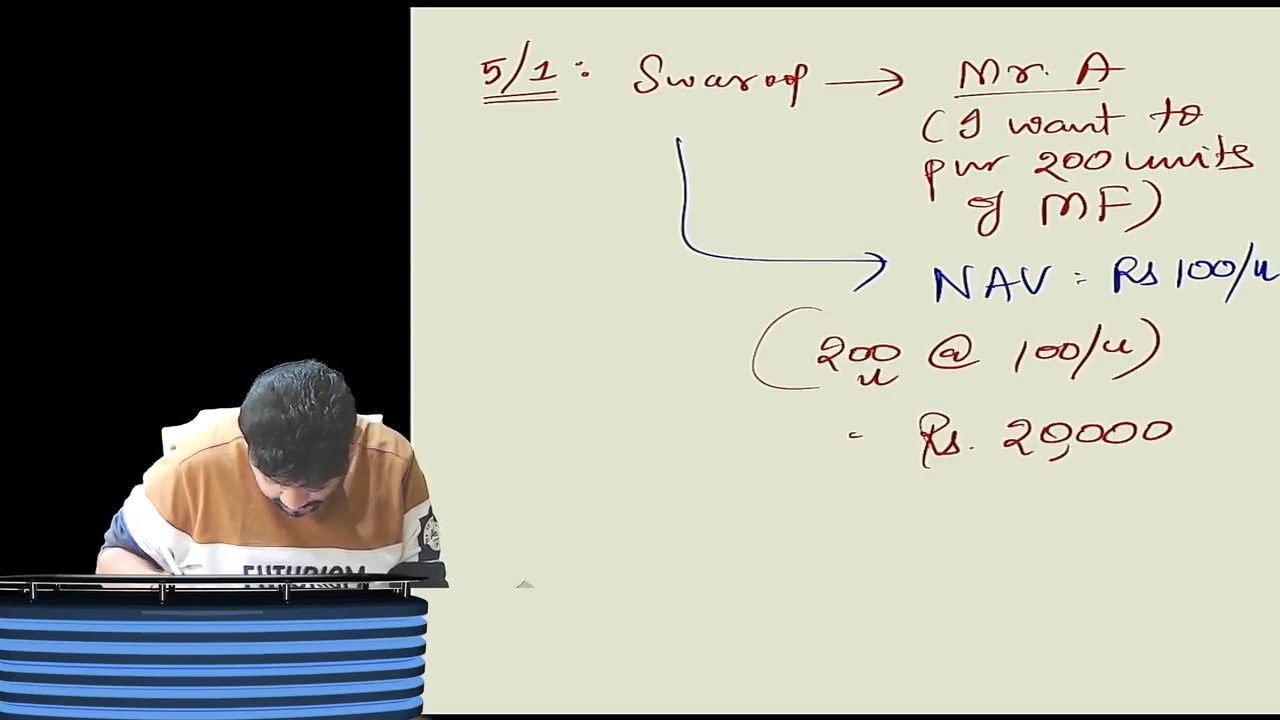 5/1 : Swaroop → Mr. A
( I want to
pur 200 units
of MF )
NAV = Rs 100/u
( 200 u @ 100/u )
= Rs. 20,000
FUTURISM